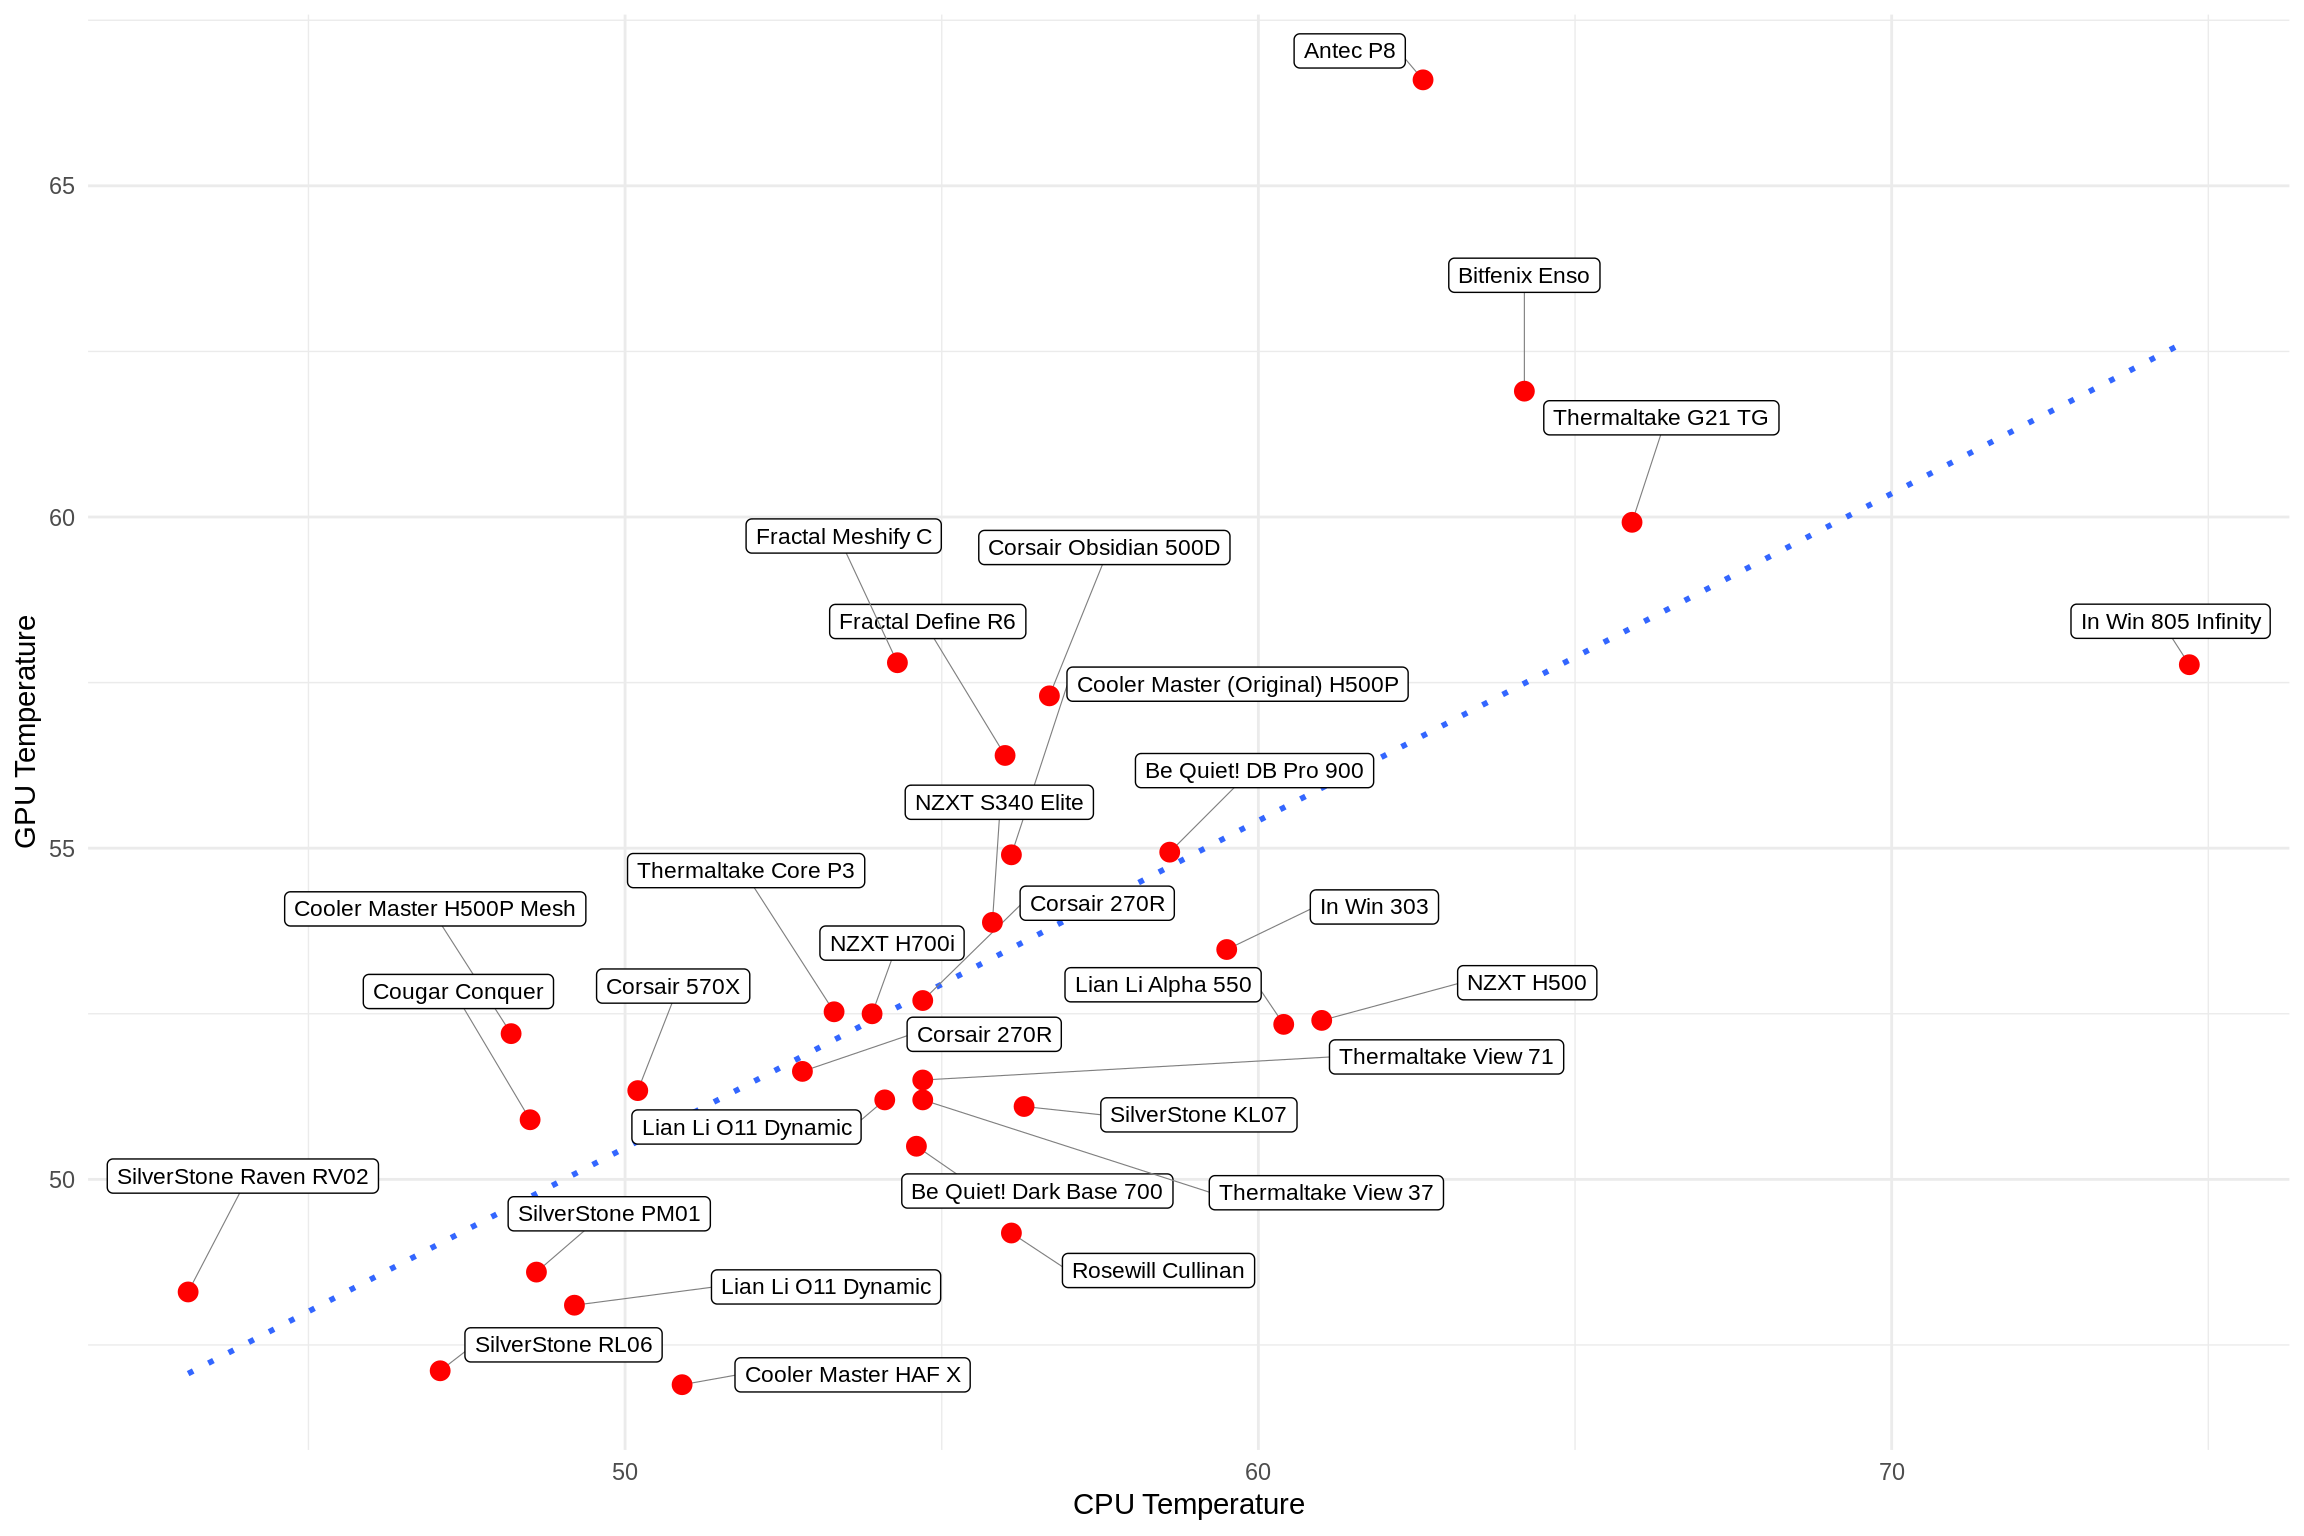 Antec P8
65
Bitfenix Enso
Thermaltake G21 TG
60
Fractal Meshify C
Corsair Obsidian 500D
Fractal Define R6
In Win 805 Infinity
Cooler Master (Original) H500P
GPU Temperature
Be Quiet! DB Pro 900
NZXT S340 Elite
55
Thermaltake Core P3
Corsair 270R
In Win 303
Cooler Master H500P Mesh
NZXT H700i
Lian Li Alpha 550
NZXT H500
Cougar Conquer
Corsair 570X
Corsair 270R
Thermaltake View 71
SilverStone KL07
Lian Li O11 Dynamic
50
SilverStone Raven RV02
Be Quiet! Dark Base 700
Thermaltake View 37
SilverStone PM01
Rosewill Cullinan
Lian Li O11 Dynamic
SilverStone RL06
Cooler Master HAF X
50
60
70
CPU Temperature